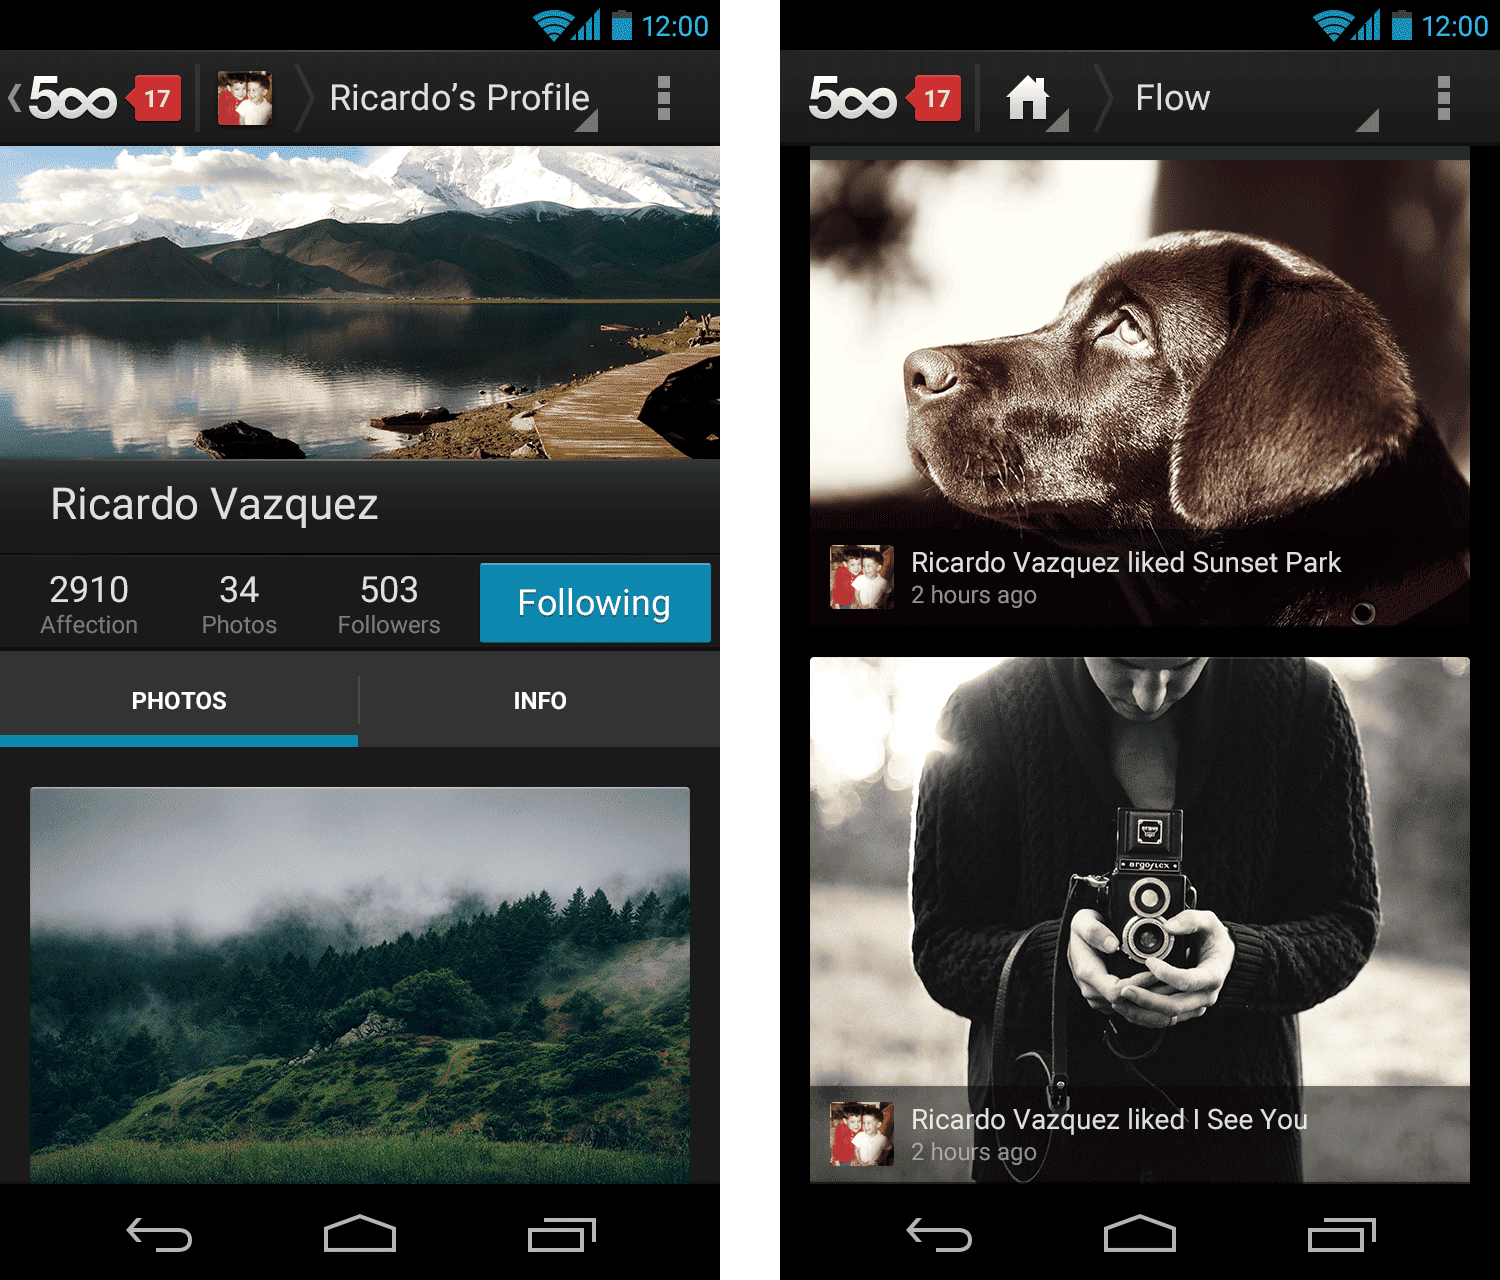 12:00
500
17
Ricardo’s Profile
Ricardo Vazquez
2910
Affection
34
Photos
503
Followers
Following
PHOTOS
INFO
12:00
500
17
Flow
Ricardo Vazquez liked Sunset Park
2 hours ago
argoflex
Ricardo Vazquez liked I See You
2 hours ago